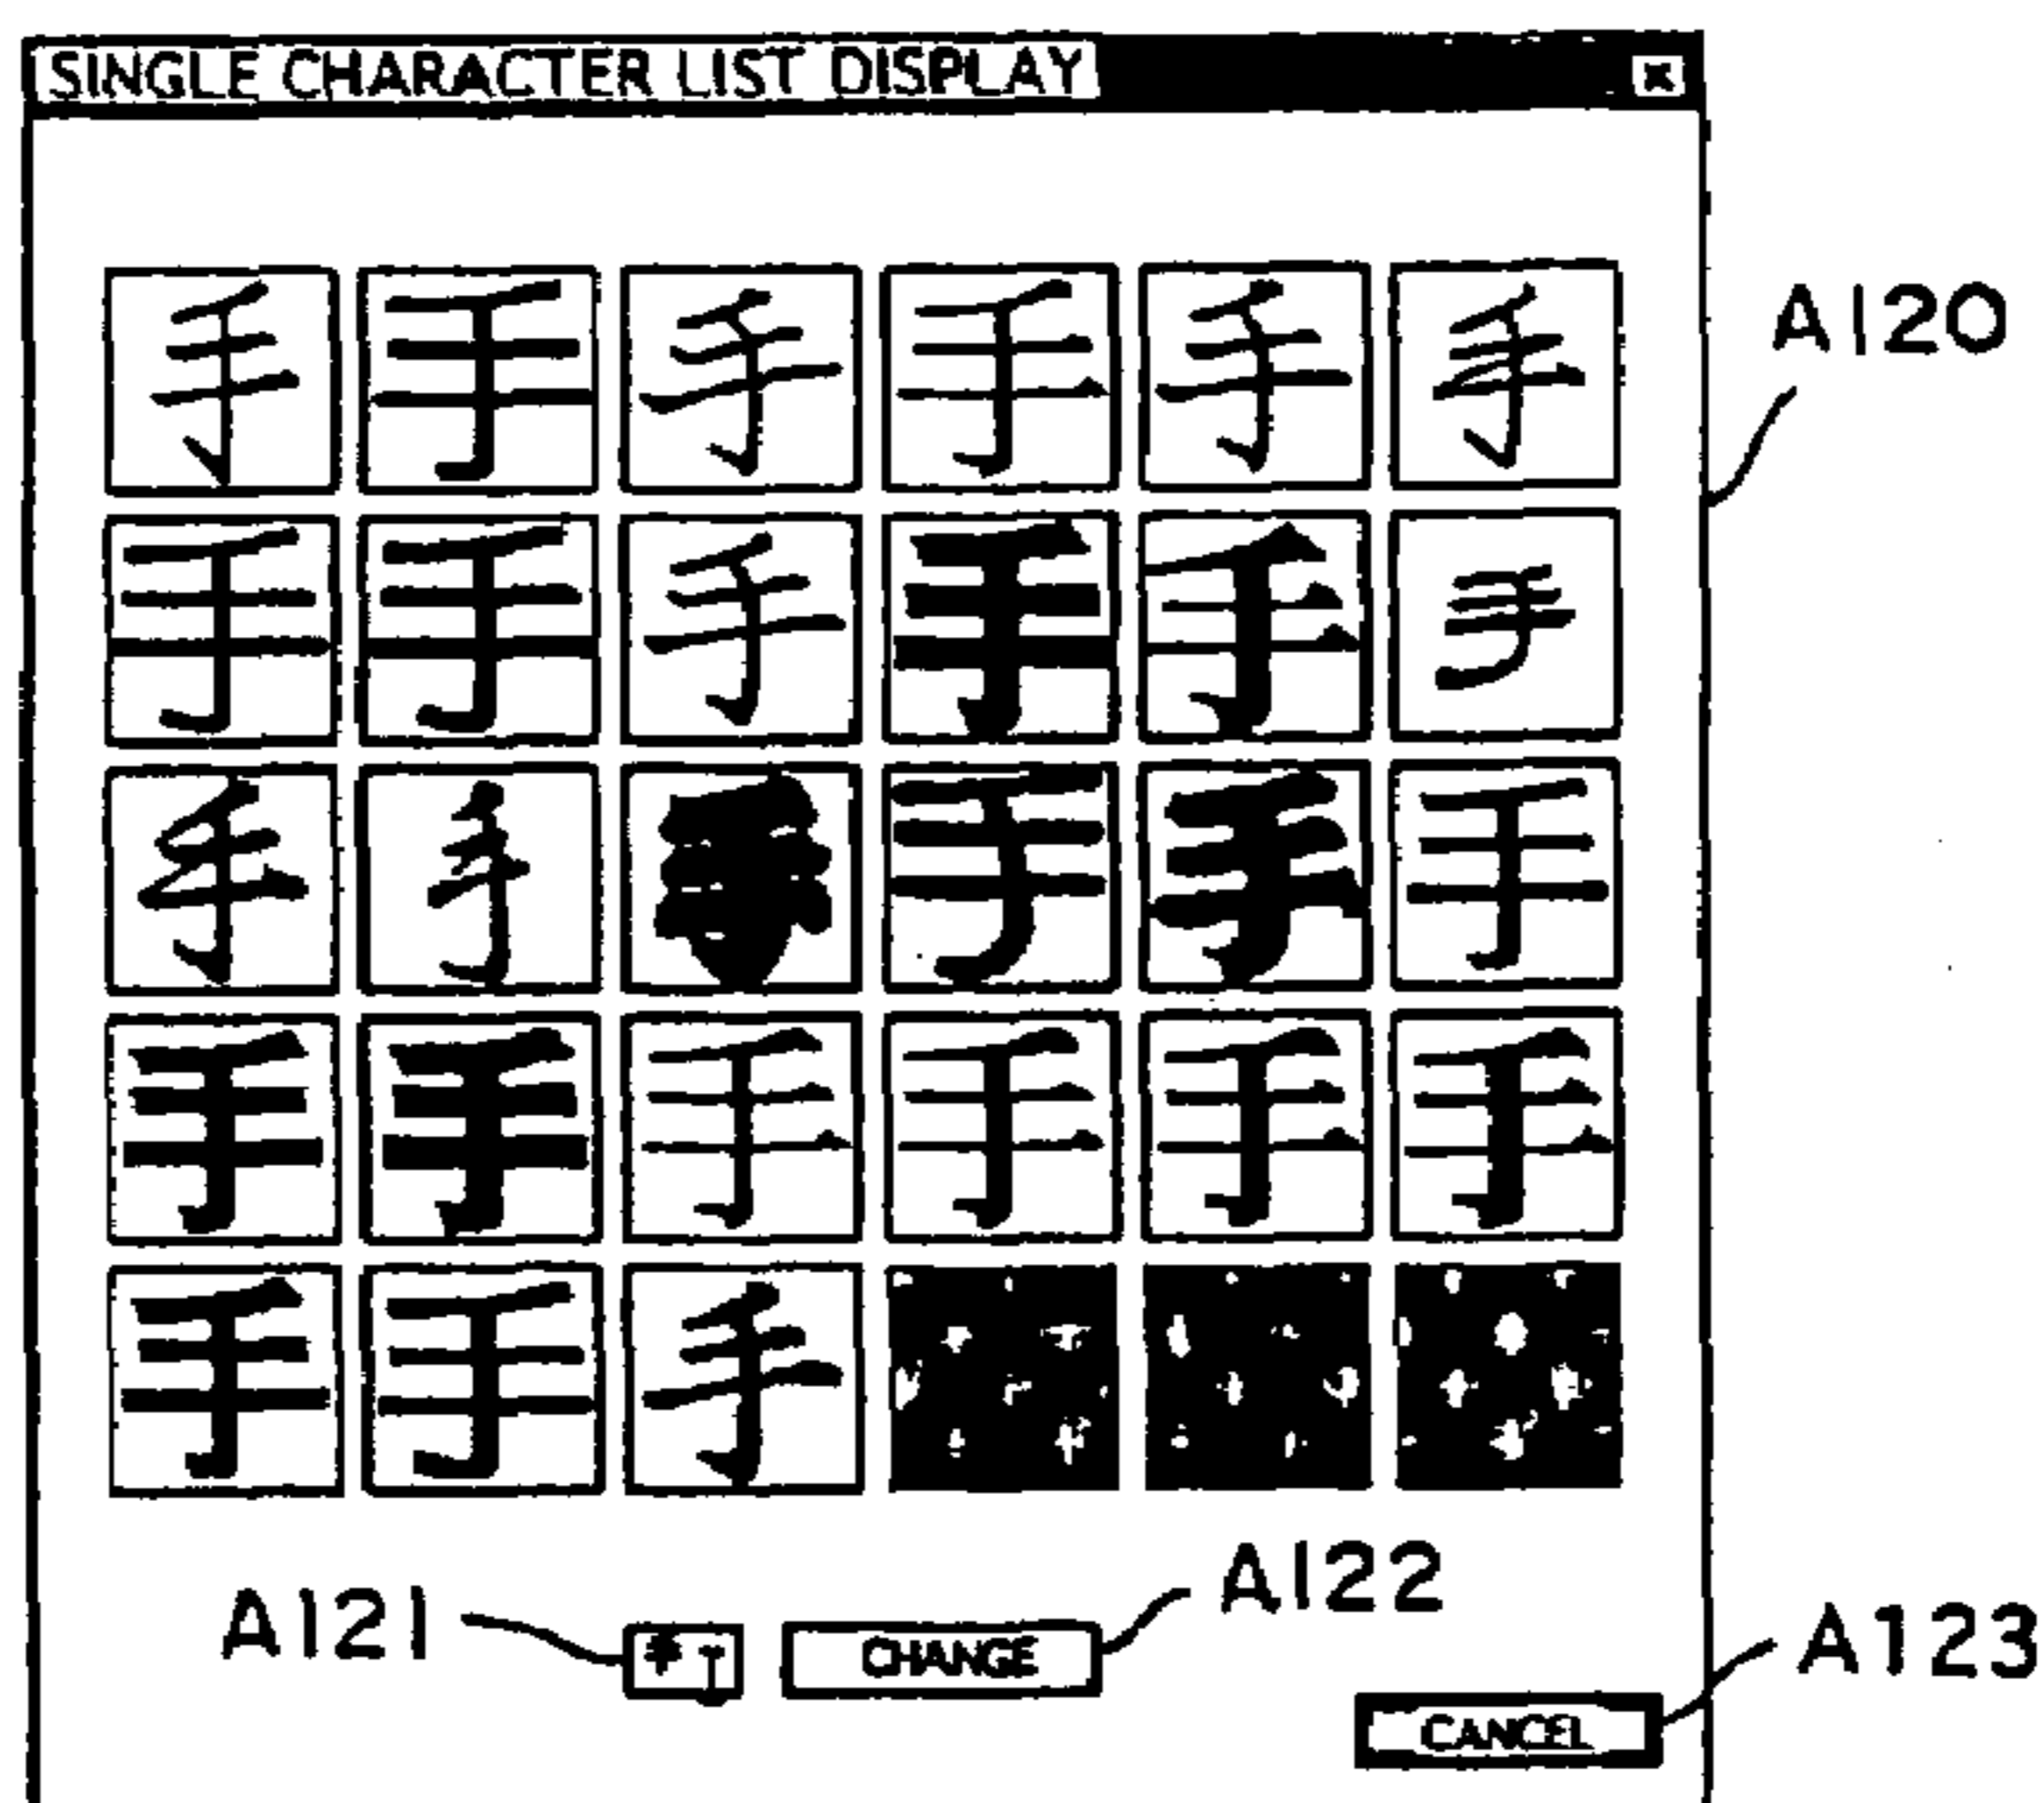 SINGLE CHARACTER LIST DISPLAY
A120
手 手 手 手 手 手
手 手 手 手 手 手
手 手 手 手 手 手
手 手 手 手 手 手
手 手 手
A121 手 CHANGE A122
CANCEL A123